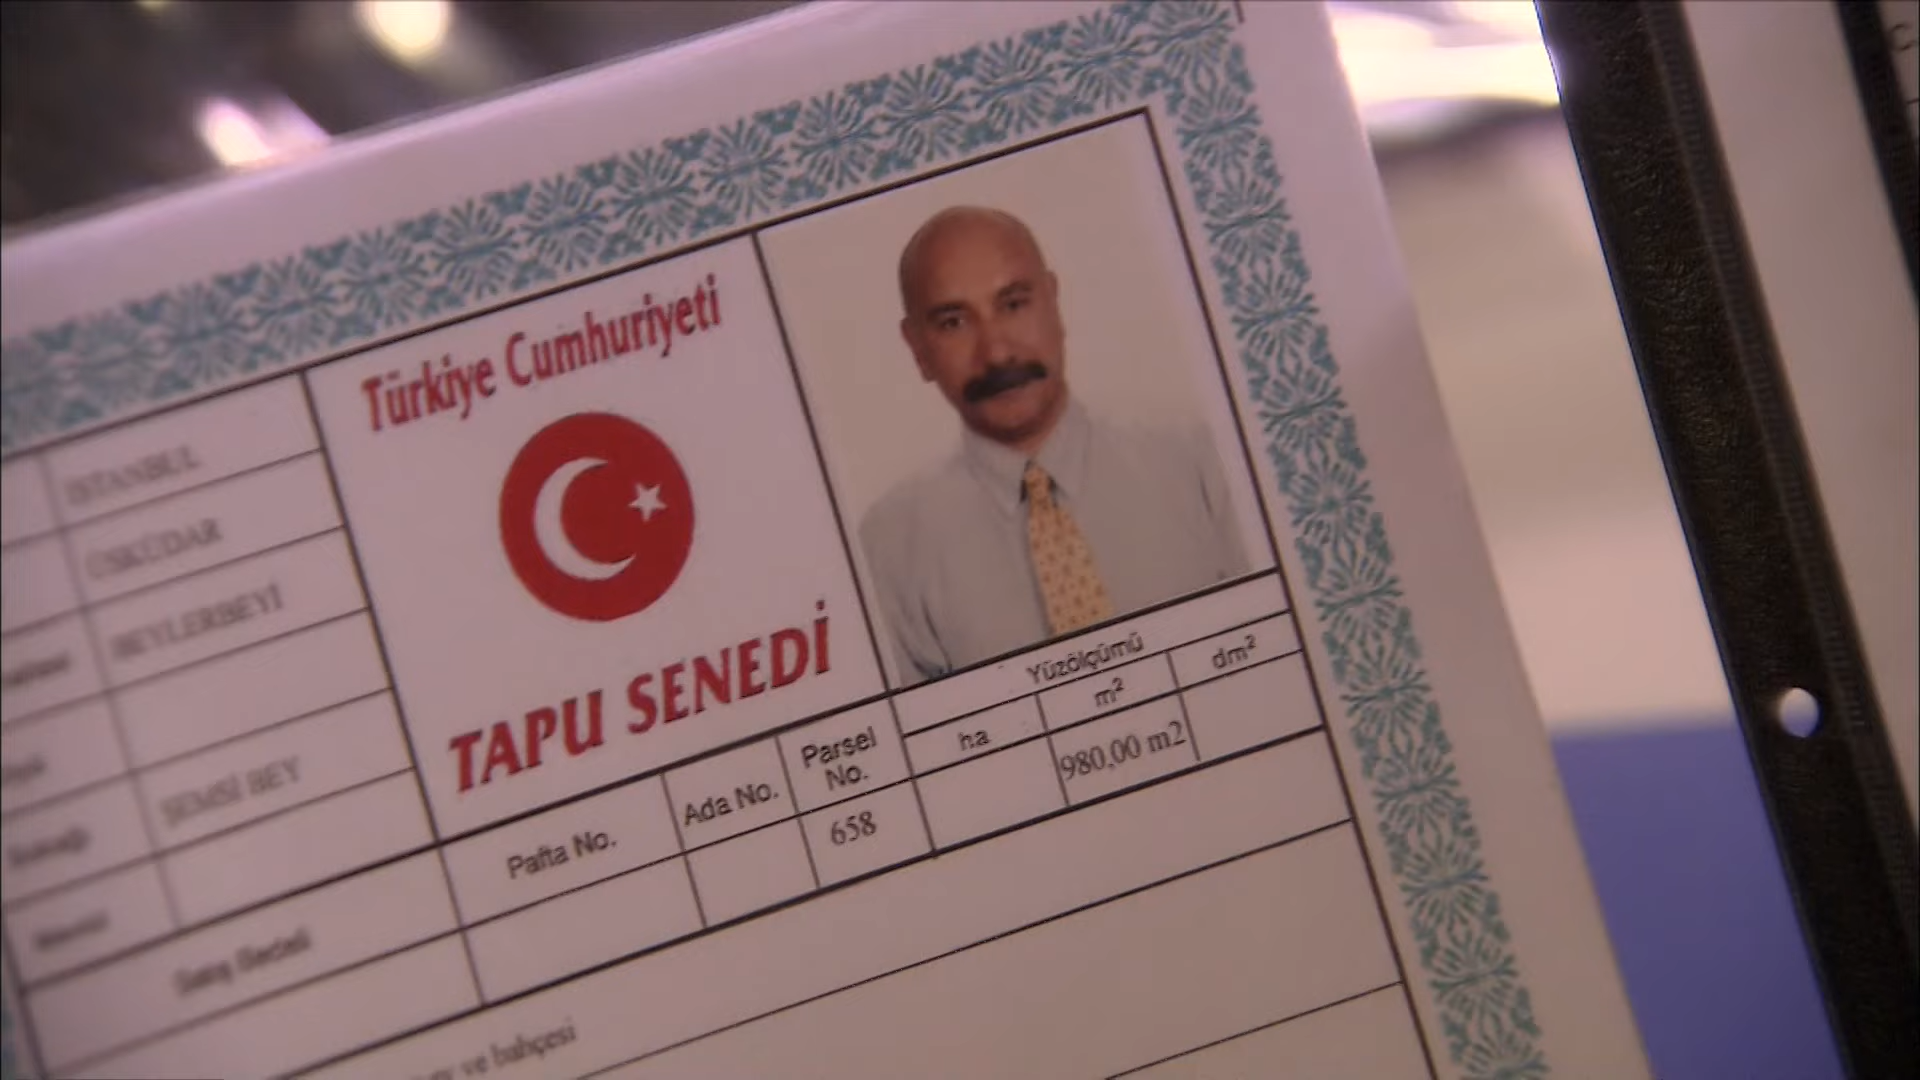 Türkiye Cumhuriyeti
TAPU SENEDİ
İSTANBUL
ÜSKÜDAR
BEYLERBEYİ
ŞEMSİ BEY
Satış Bedeli
Pafta No.
Ada No.
Parsel No.
658
Yüzölçümü
ha
m²
dm²
980,00 m2
ve bahçesi